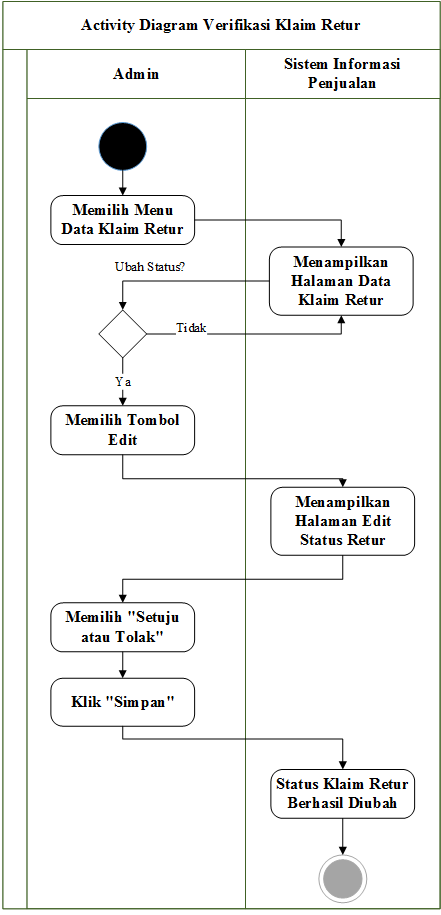 Activity Diagram Verifikasi Klaim Retur
Admin
Sistem Informasi
Penjualan
Memilih Menu
Data Klaim Retur
Menampilkan
Halaman Data
Klaim Retur
Ubah Status?
Tidak
Ya
Memilih Tombol
Edit
Menampilkan
Halaman Edit
Status Retur
Memilih "Setuju
atau Tolak"
Klik "Simpan"
Status Klaim Retur
Berhasil Diubah